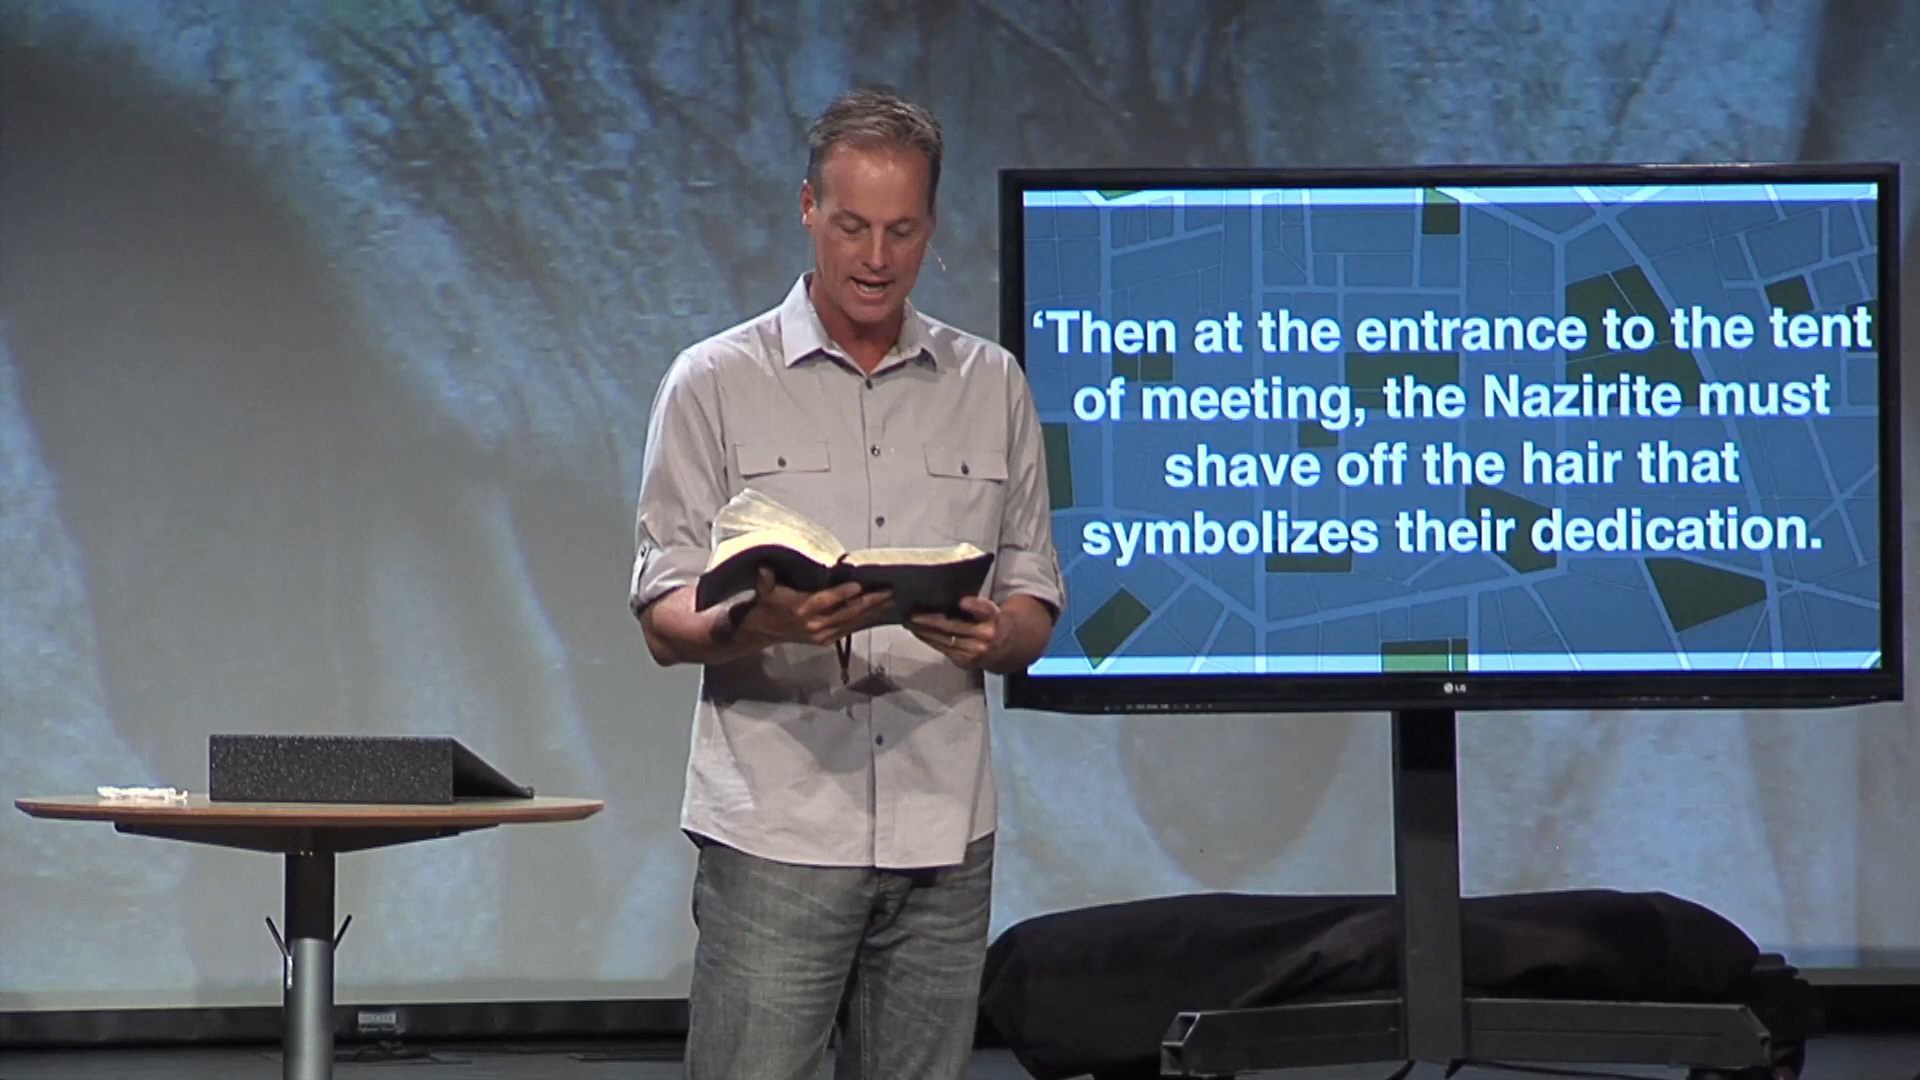 ‘Then at the entrance to the tent
of meeting, the Nazirite must
shave off the hair that
symbolizes their dedication.
LG